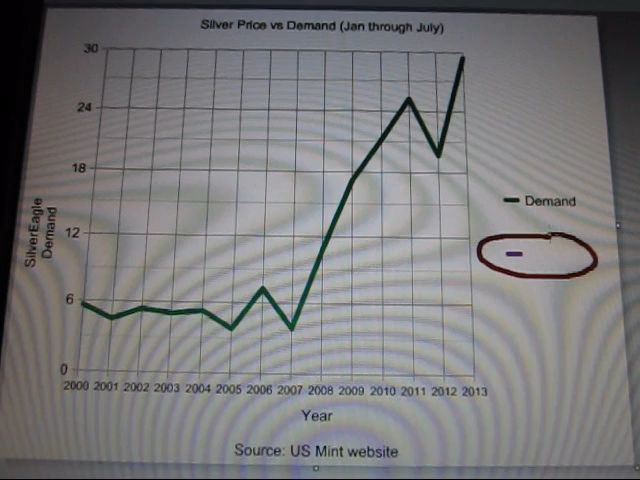 Silver Price vs Demand (Jan through July)
30
24
18
12
6
0
SilverEagle
Demand
Demand
2000 2001 2002 2003 2004 2005 2006 2007 2008 2009 2010 2011 2012 2013
Year
Source: US Mint website